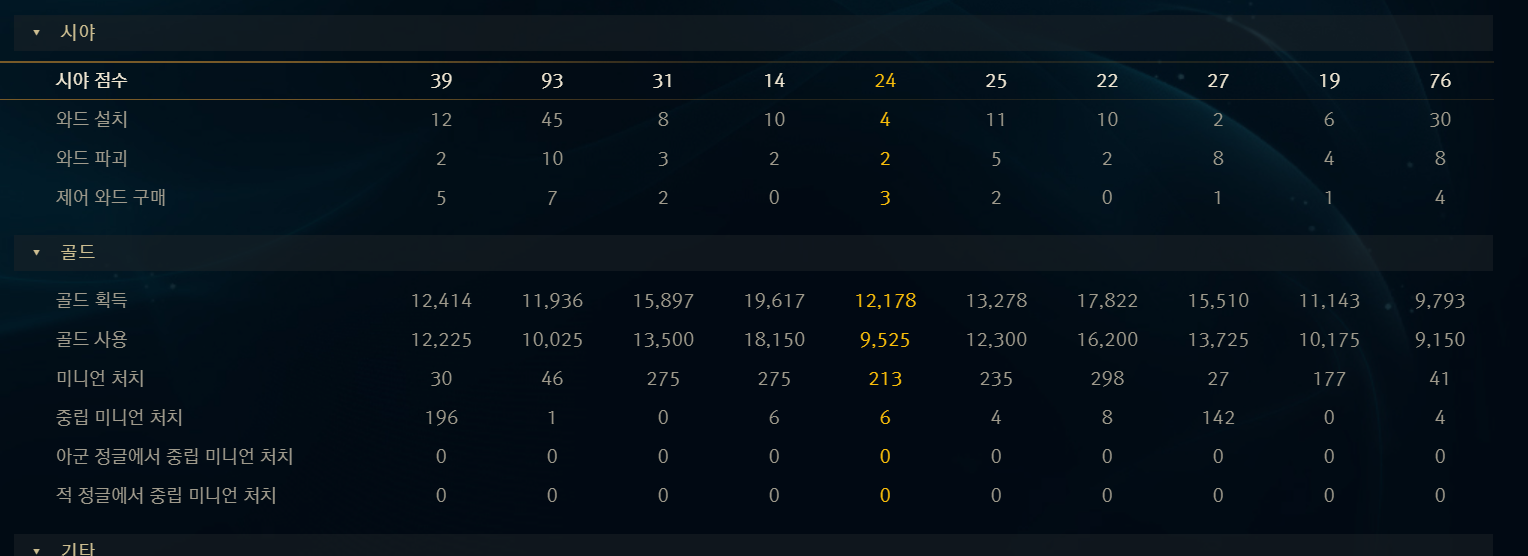 시야
시야 점수 39 93 31 14 24 25 22 27 19 76
와드 설치 12 45 8 10 4 11 10 2 6 30
와드 파괴 2 10 3 2 2 5 2 8 4 8
제어 와드 구매 5 7 2 0 3 2 0 1 1 4
골드
골드 획득 12,414 11,936 15,897 19,617 12,178 13,278 17,822 15,510 11,143 9,793
골드 사용 12,225 10,025 13,500 18,150 9,525 12,300 16,200 13,725 10,175 9,150
미니언 처치 30 46 275 275 213 235 298 27 177 41
중립 미니언 처치 196 1 0 6 6 4 8 142 0 4
아군 정글에서 중립 미니언 처치 0 0 0 0 0 0 0 0 0 0
적 정글에서 중립 미니언 처치 0 0 0 0 0 0 0 0 0 0
기타